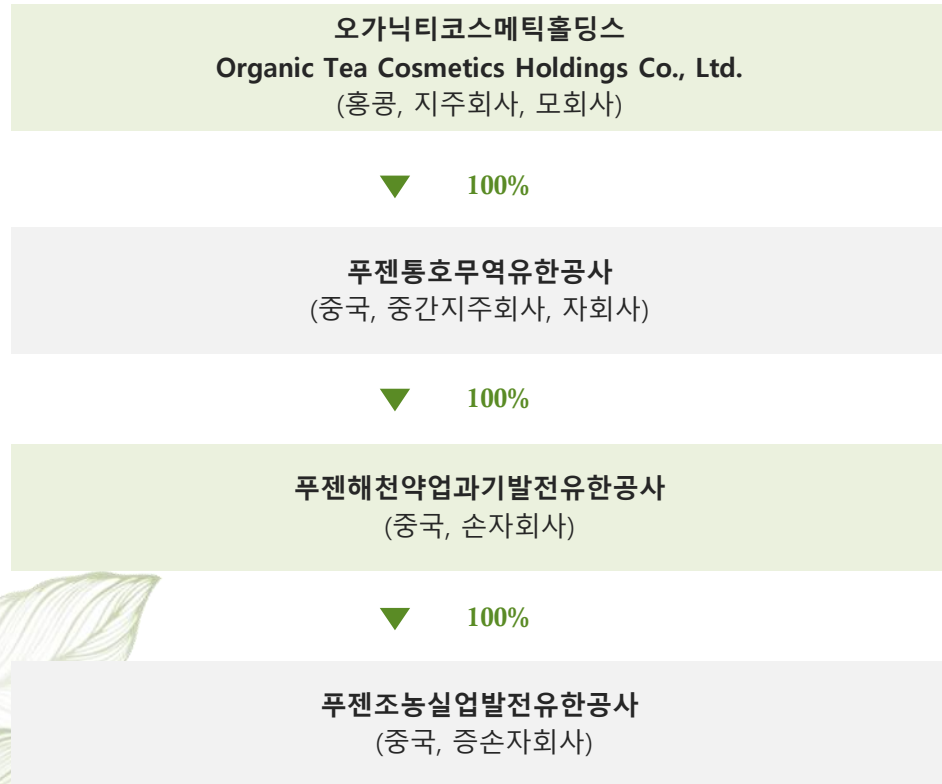 오가닉티코스메틱홀딩스
Organic Tea Cosmetics Holdings Co., Ltd.
(홍콩, 지주회사, 모회사)
▼ 100%
푸젠통호무역유한공사
(중국, 중간지주회사, 자회사)
▼ 100%
푸젠해천약업과기발전유한공사
(중국, 손자회사)
▼ 100%
푸젠조농실업발전유한공사
(중국, 증손자회사)